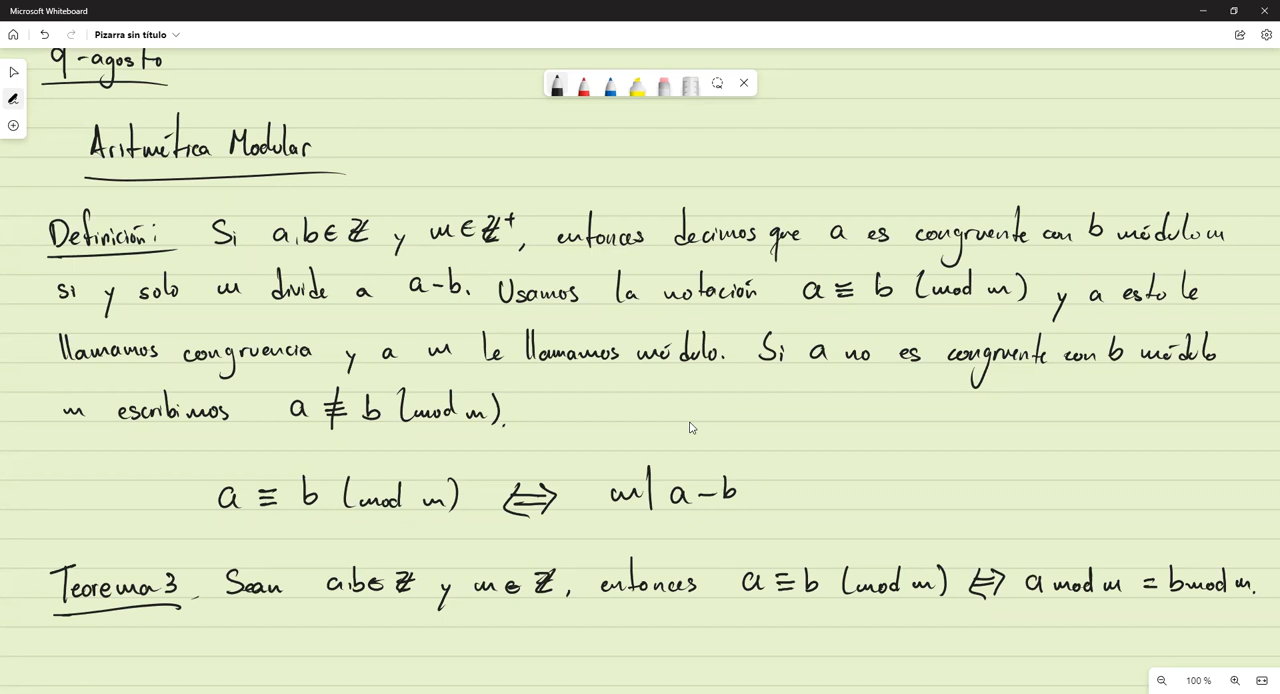 Microsoft Whiteboard
Pizarra sin título
9-agosto
Aritmética Modular
Definición: Si a,b ∈ ℤ y m ∈ ℤ⁺, entonces decimos que a es congruente con b módulo m
si y solo m divide a a-b. Usamos la notación a ≡ b (mod m) y a esto le
llamamos congruencia y a m le llamamos módulo. Si a no es congruente con b módulo
m escribimos a ≢ b (mod m).
a ≡ b (mod m) ⟺ m | a-b
Teorema 3. Sean a,b ∈ ℤ y m ∈ ℤ, entonces a ≡ b (mod m) ⟺ a mod m = b mod m.
100 %